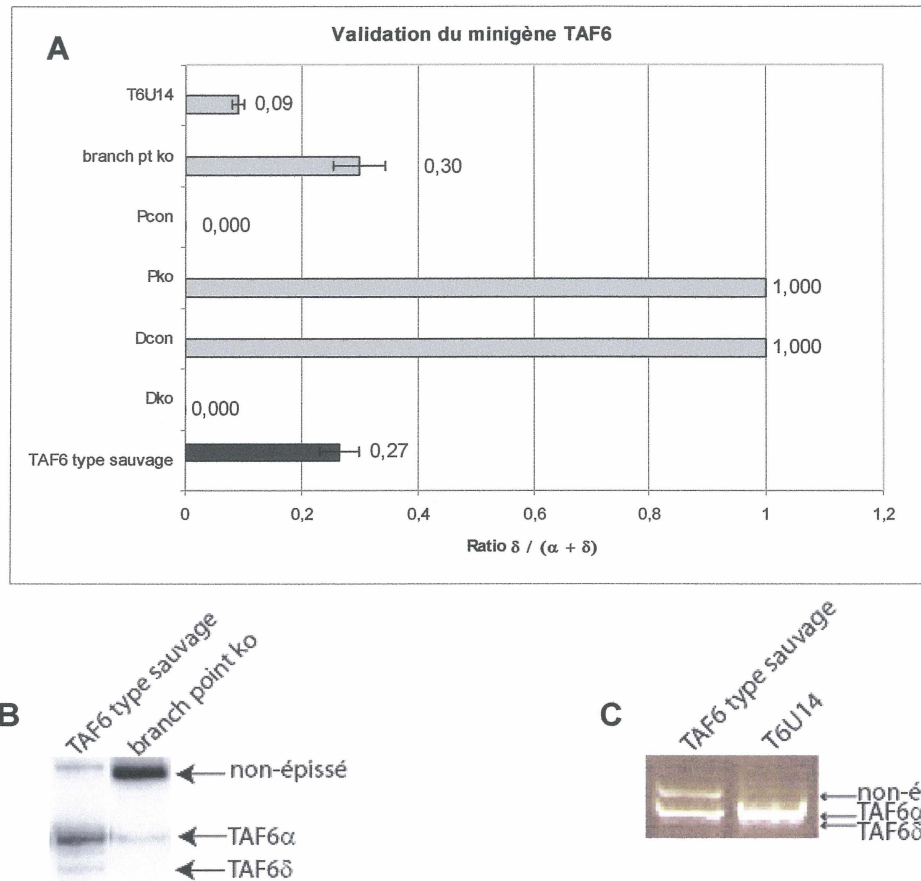 A
Validation du minigène TAF6
T6U14
0,09
branch pt ko
0,30
Pcon
0,000
Pko
1,000
Dcon
1,000
Dko
0,000
TAF6 type sauvage
0,27
0
0,2
0,4
0,6
0,8
1
1,2
Ratio δ / (α + δ)
B
TAF6 type sauvage
branch point ko
non-épissé
TAF6α
TAF6δ
C
TAF6 type sauvage
T6U14
non-é
TAF6α
TAF6δ